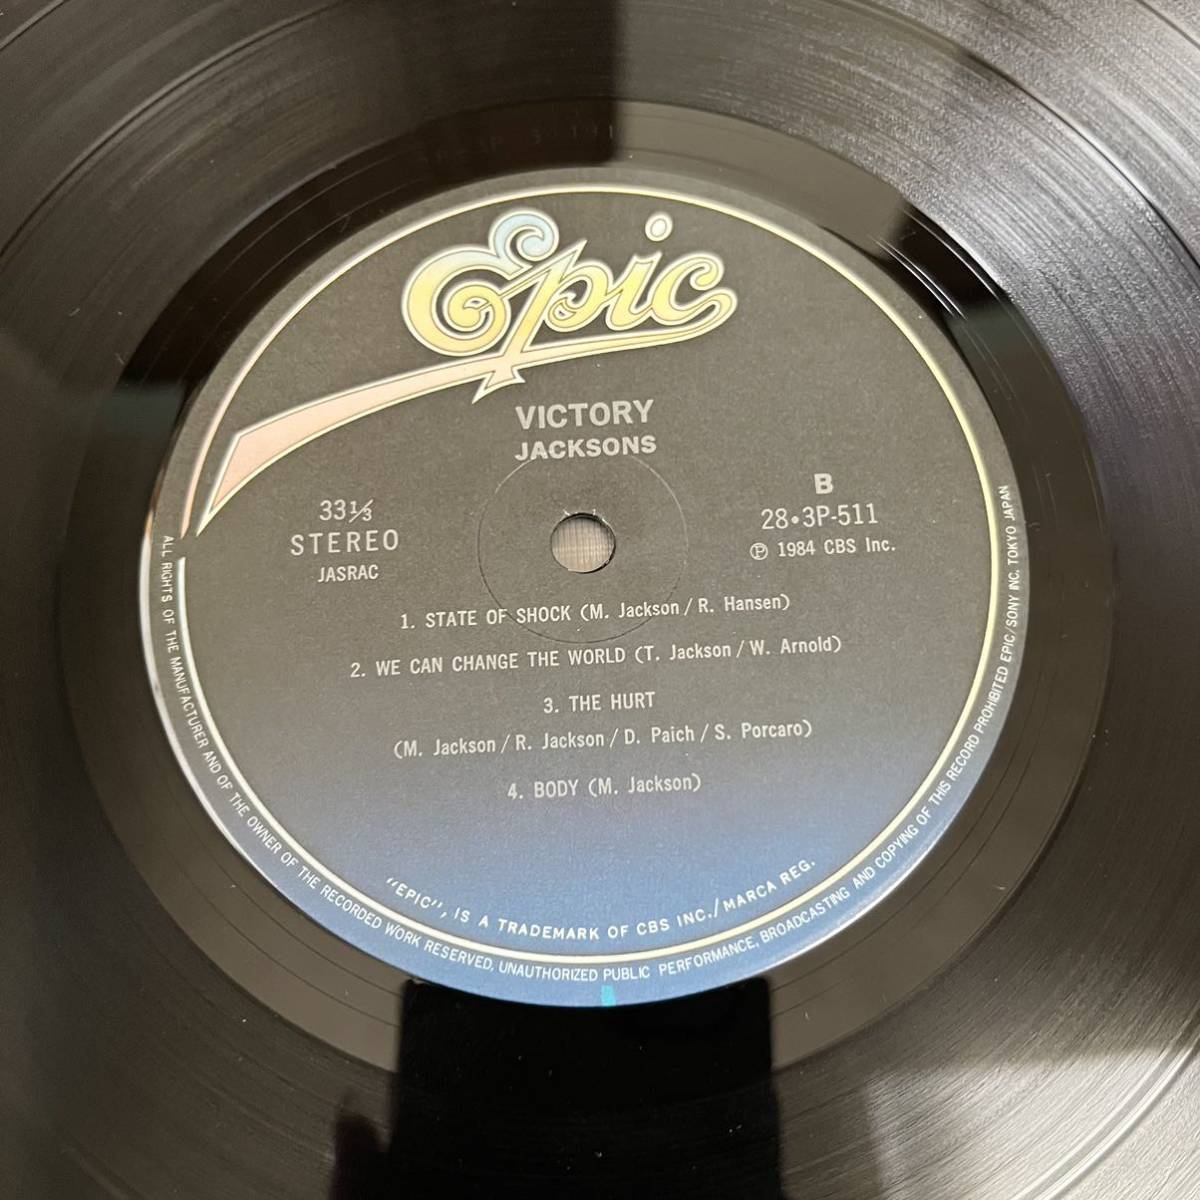 Epic
VICTORY
JACKSONS
33⅓
STEREO
JASRAC
B
28•3P-511
Ⓟ 1984 CBS Inc.
1. STATE OF SHOCK (M. Jackson/R. Hansen)
2. WE CAN CHANGE THE WORLD (T. Jackson/W. Arnold)
3. THE HURT
(M. Jackson/R. Jackson/D. Paich/S. Porcaro)
4. BODY (M. Jackson)
"EPIC", IS A TRADEMARK OF CBS INC./MARCA REG.
ALL RIGHTS OF THE MANUFACTURER AND OF THE OWNER OF THE RECORDED WORK RESERVED. UNAUTHORIZED PUBLIC PERFORMANCE, BROADCASTING AND COPYING OF THIS RECORD PROHIBITED EPIC/SONY INC. TOKYO JAPAN